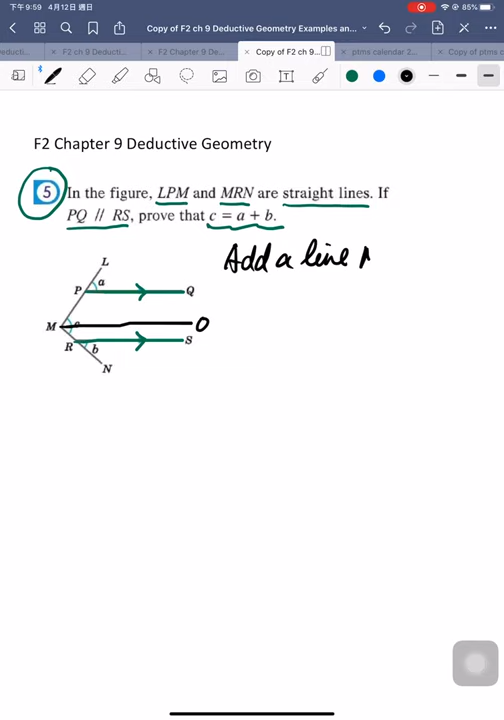 下午9:59 4月12日 週日
85%
Copy of F2 ch 9 Deductive Geometry Examples an...
F2 ch 9 Deducti...
F2 Chapter 9 De...
Copy of F2 ch 9...
ptms calendar 2...
Copy of ptms c
F2 Chapter 9 Deductive Geometry
5 In the figure, LPM and MRN are straight lines. If
PQ // RS, prove that c = a + b.
Add a line
L
P a Q
M c O
R b S
N